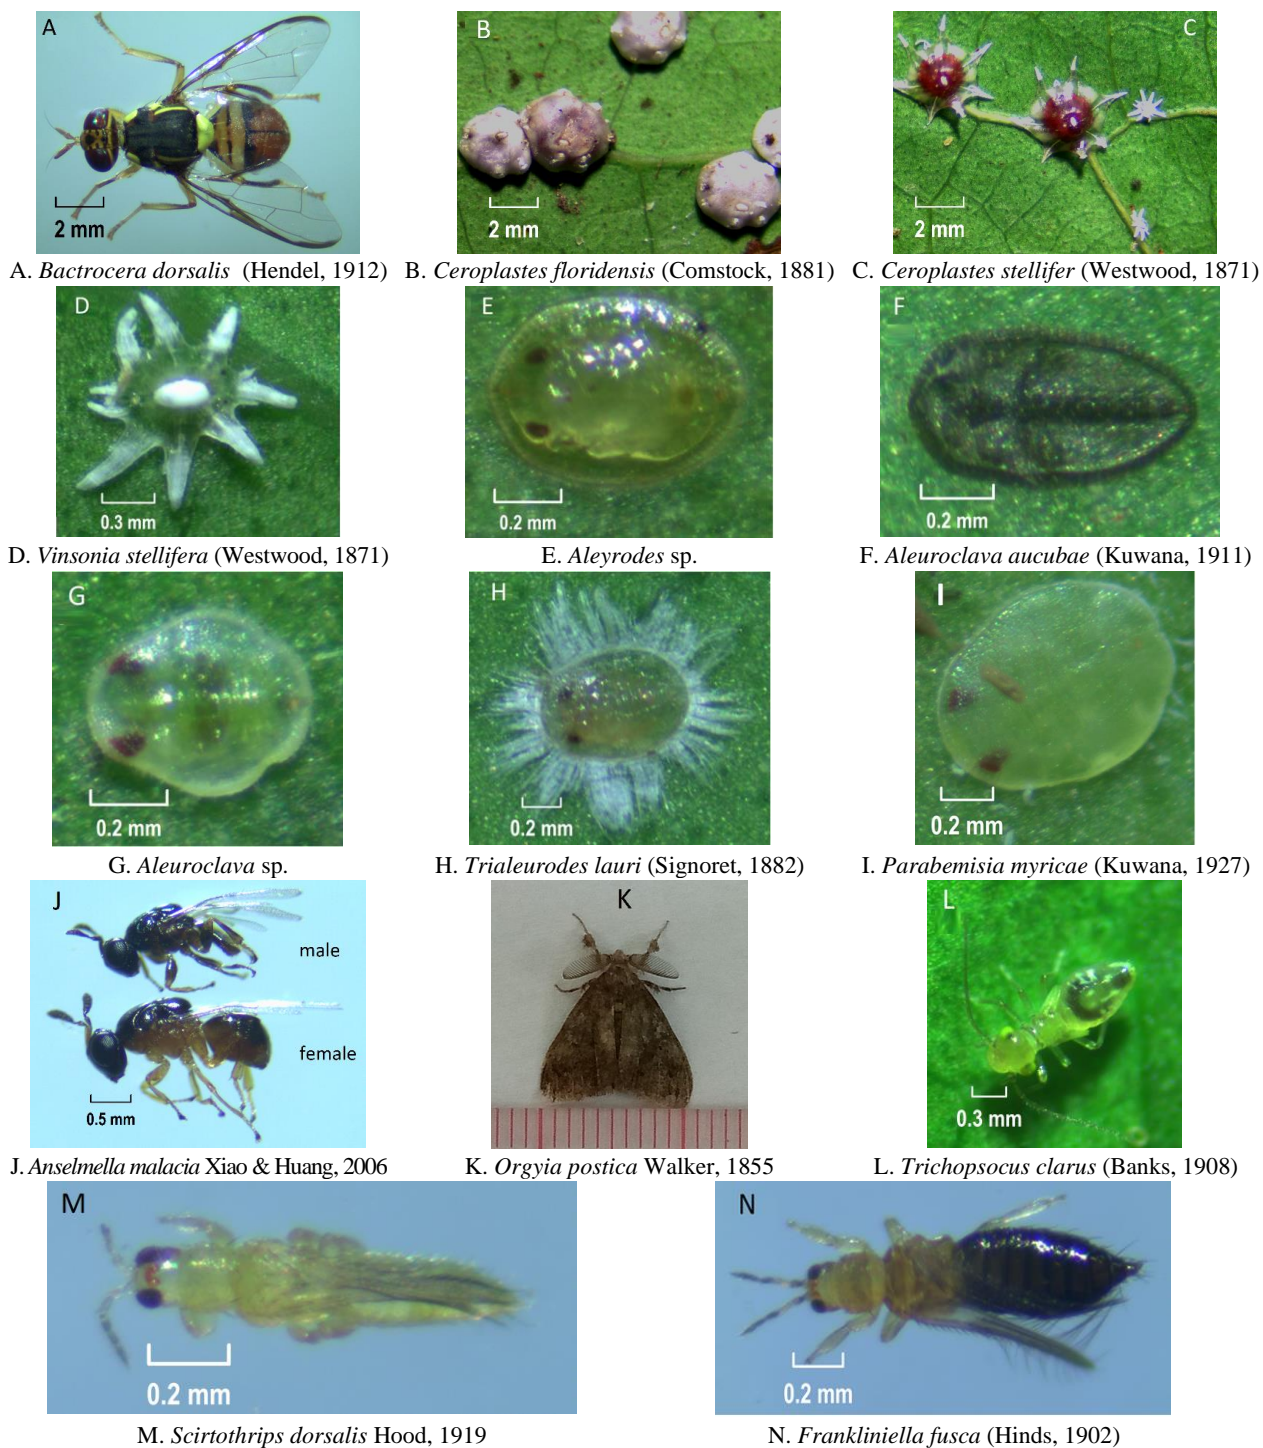 A
B
C
2 mm
2 mm
2 mm
A. Bactrocera dorsalis (Hendel, 1912) B. Ceroplastes floridensis (Comstock, 1881) C. Ceroplastes stellifer (Westwood, 1871)
D
E
F
0.3 mm
0.2 mm
0.2 mm
D. Vinsonia stellifera (Westwood, 1871) E. Aleyrodes sp. F. Aleuroclava aucubae (Kuwana, 1911)
G
H
I
0.2 mm
0.2 mm
0.2 mm
G. Aleuroclava sp. H. Trialeurodes lauri (Signoret, 1882) I. Parabemisia myricae (Kuwana, 1927)
J
male
female
0.5 mm
K
L
0.3 mm
J. Anselmella malacia Xiao & Huang, 2006 K. Orgyia postica Walker, 1855 L. Trichopsocus clarus (Banks, 1908)
M
N
0.2 mm
0.2 mm
M. Scirtothrips dorsalis Hood, 1919 N. Frankliniella fusca (Hinds, 1902)